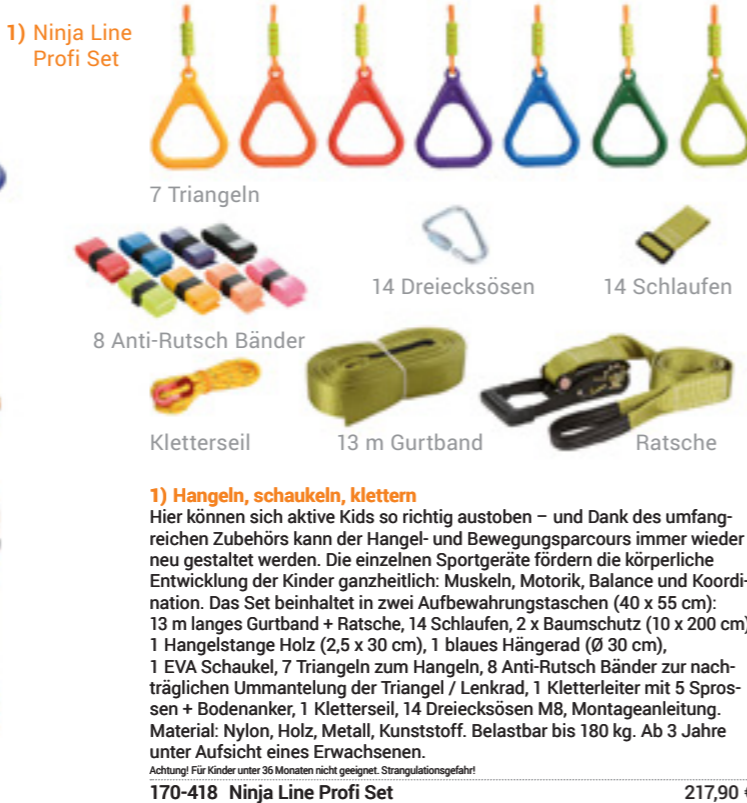 1) Ninja Line
Profi Set
7 Triangeln
14 Dreiecksösen
14 Schlaufen
8 Anti-Rutsch Bänder
Kletterseil
13 m Gurtband
Ratsche
1) Hangeln, schaukeln, klettern
Hier können sich aktive Kids so richtig austoben – und Dank des umfang-
reichen Zubehörs kann der Hangel- und Bewegungsparcours immer wieder
neu gestaltet werden. Die einzelnen Sportgeräte fördern die körperliche
Entwicklung der Kinder ganzheitlich: Muskeln, Motorik, Balance und Koordi-
nation. Das Set beinhaltet in zwei Aufbewahrungstaschen (40 x 55 cm):
13 m langes Gurtband + Ratsche, 14 Schlaufen, 2 x Baumschutz (10 x 200 cm)
1 Hangelstange Holz (2,5 x 30 cm), 1 blaues Hängerad (Ø 30 cm),
1 EVA Schaukel, 7 Triangeln zum Hangeln, 8 Anti-Rutsch Bänder zur nach-
träglichen Ummantelung der Triangel / Lenkrad, 1 Kletterleiter mit 5 Spros-
sen + Bodenanker, 1 Kletterseil, 14 Dreiecksösen M8, Montageanleitung.
Material: Nylon, Holz, Metall, Kunststoff. Belastbar bis 180 kg. Ab 3 Jahre
unter Aufsicht eines Erwachsenen.
Achtung! Für Kinder unter 36 Monaten nicht geeignet. Strangulationsgefahr!
170-418 Ninja Line Profi Set 217,90 €